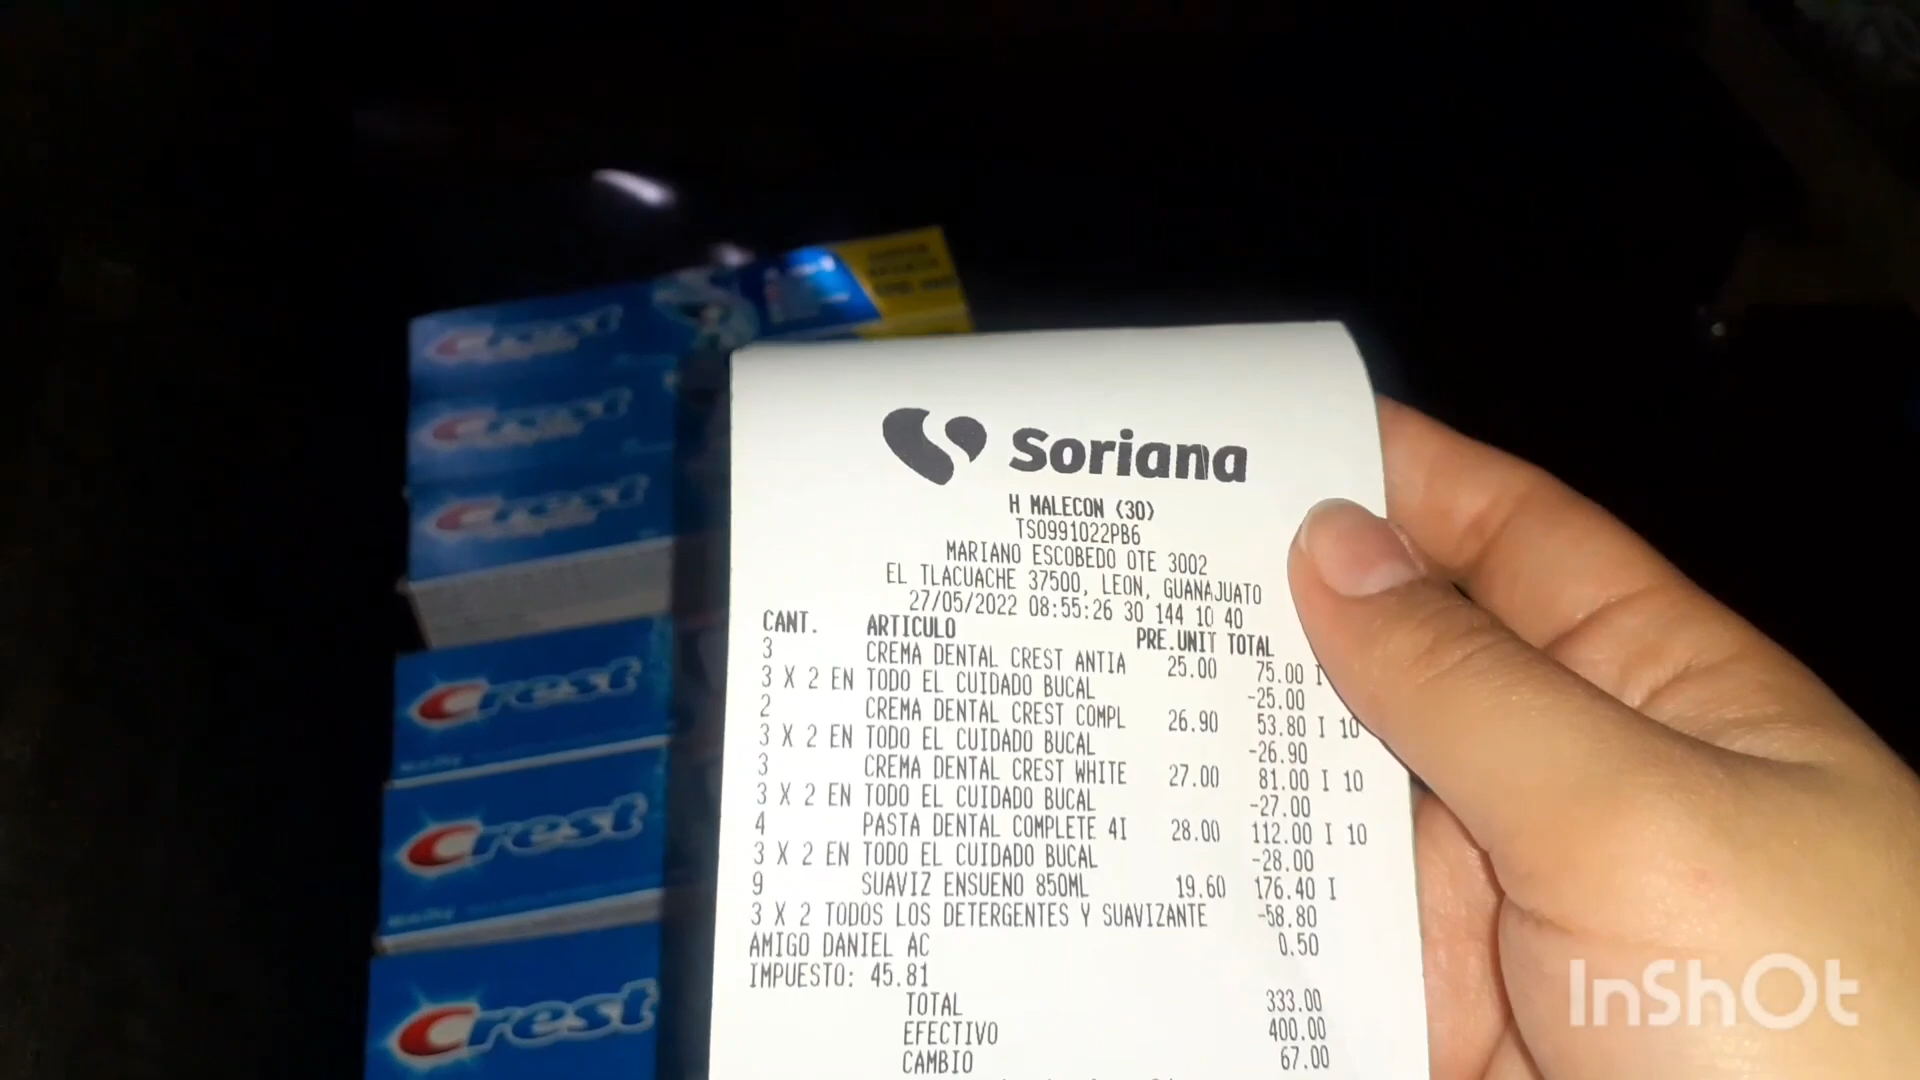 Soriana
H MALECON (30)
TSO991022PB6
MARIANO ESCOBEDO OTE 3002
EL TLACUACHE 37500, LEON, GUANAJUATO
27/05/2022 08:55:26 30 144 10 40
CANT. ARTICULO PRE.UNIT TOTAL
3 CREMA DENTAL CREST ANTIA 25.00 75.00 I
3 X 2 EN TODO EL CUIDADO BUCAL -25.00
2 CREMA DENTAL CREST COMPL 26.90 53.80 I 10
3 X 2 EN TODO EL CUIDADO BUCAL -26.90
3 CREMA DENTAL CREST WHITE 27.00 81.00 I 10
3 X 2 EN TODO EL CUIDADO BUCAL -27.00
4 PASTA DENTAL COMPLETE 4I 28.00 112.00 I 10
3 X 2 EN TODO EL CUIDADO BUCAL -28.00
9 SUAVIZ ENSUENO 850ML 19.60 176.40 I
3 X 2 TODOS LOS DETERGENTES Y SUAVIZANTE -58.80
AMIGO DANIEL AC 0.50
IMPUESTO: 45.81
TOTAL 333.00
EFECTIVO 400.00
CAMBIO 67.00
Crest
Crest
Crest
Crest
Crest
Crest
InShOt